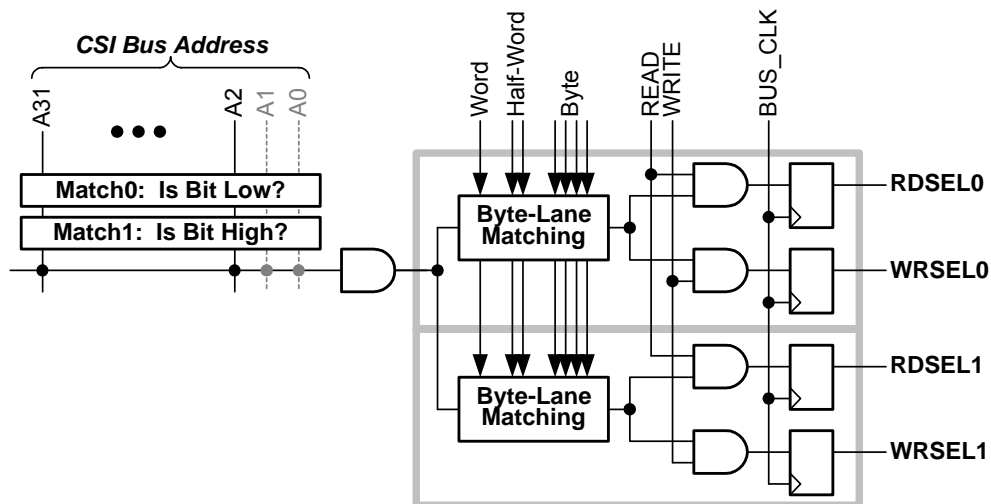 CSI Bus Address
A31
A2
A1
A0
Word
Half-Word
Byte
READ
WRITE
BUS_CLK
Match0: Is Bit Low?
Match1: Is Bit High?
Byte-Lane
Matching
RDSEL0
WRSEL0
Byte-Lane
Matching
RDSEL1
WRSEL1